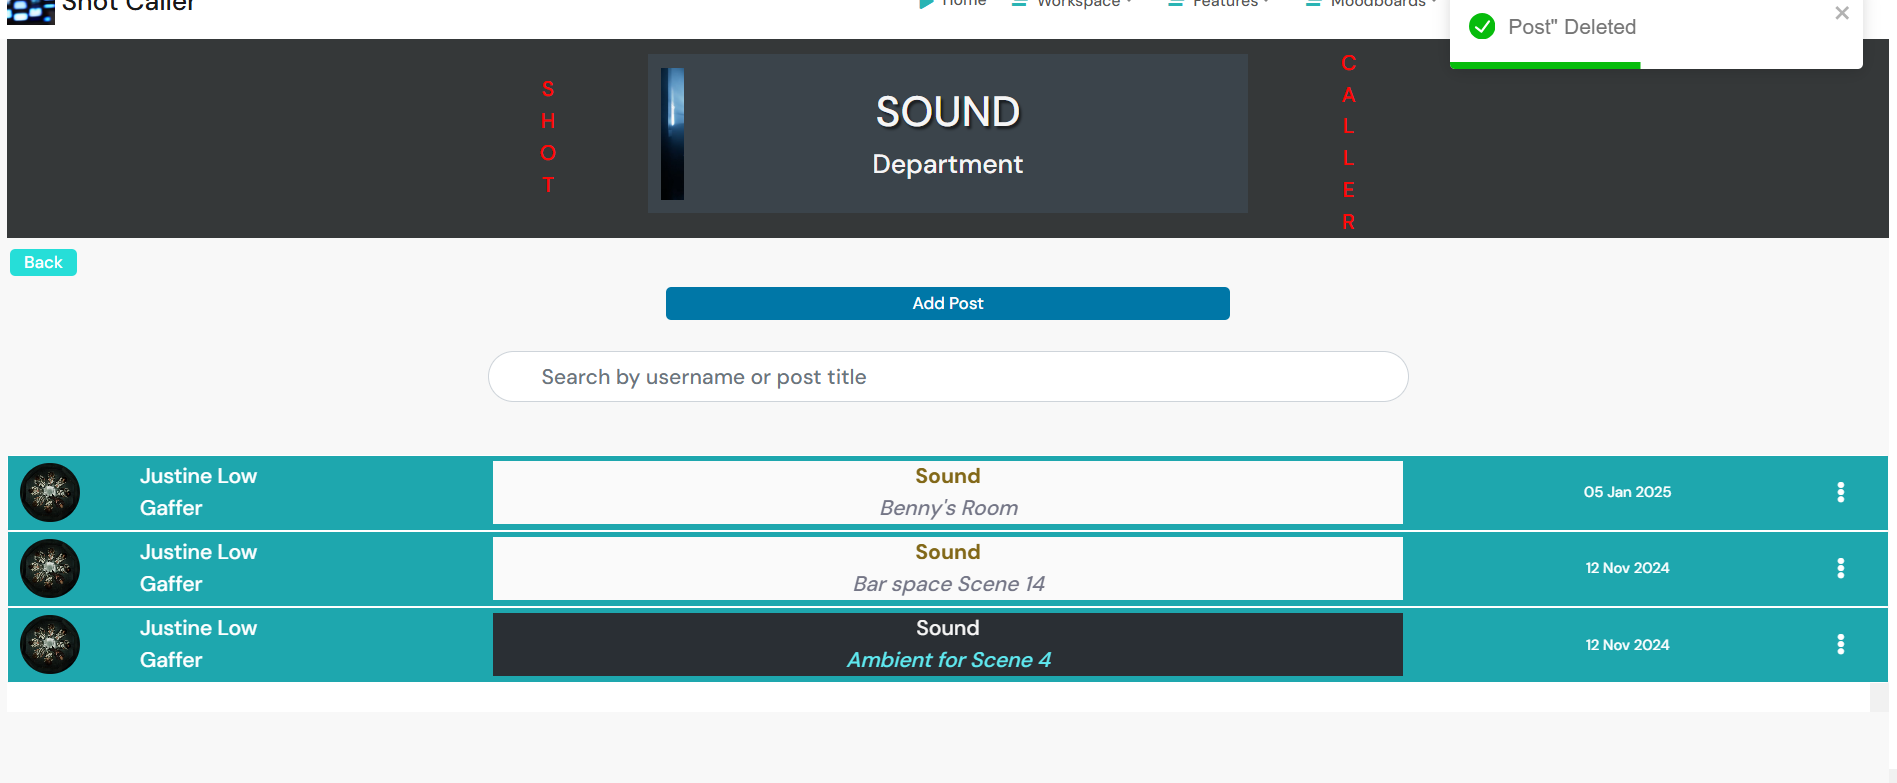 Shot Caller
Home
Workspace
Features
Moodboards
Post" Deleted
S
H
O
T
SOUND
Department
C
A
L
L
E
R
Back
Add Post
Search by username or post title
Justine Low
Gaffer
Sound
Benny's Room
05 Jan 2025
Justine Low
Gaffer
Sound
Bar space Scene 14
12 Nov 2024
Justine Low
Gaffer
Sound
Ambient for Scene 4
12 Nov 2024